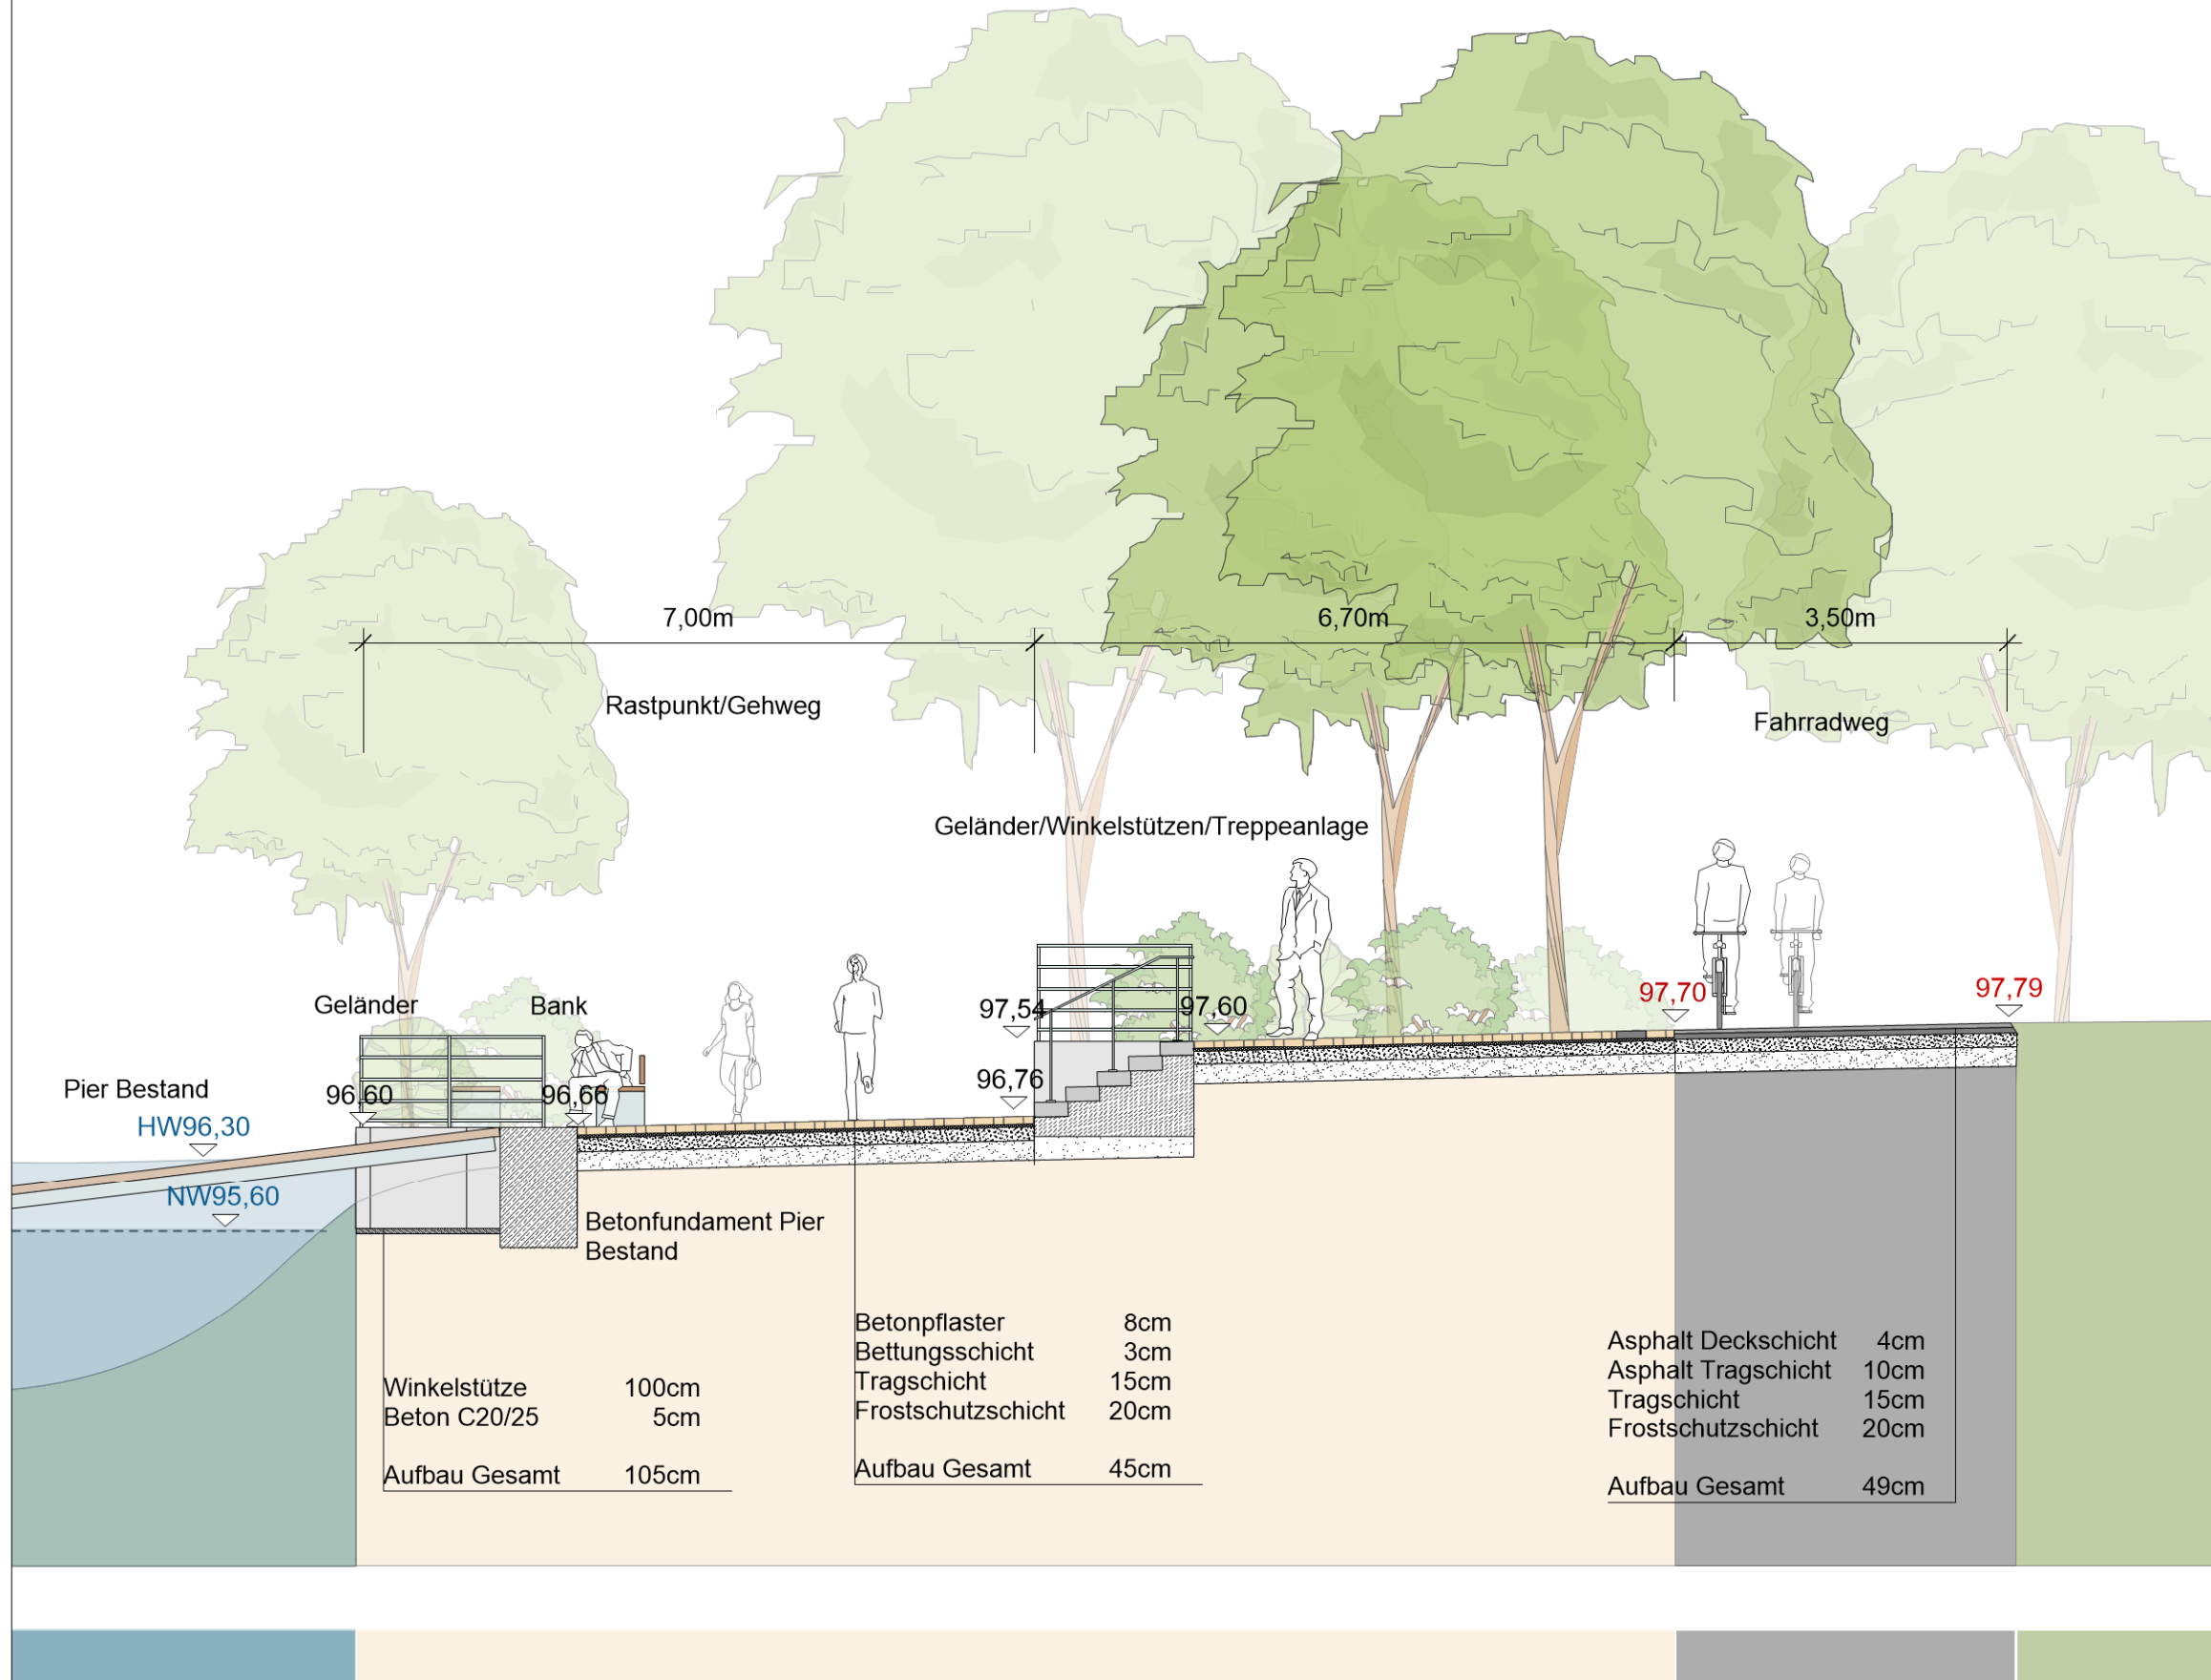 7,00m
6,70m
3,50m
Rastpunkt/Gehweg
Fahrradweg
Geländer/Winkelstützen/Treppeanlage
Geländer
Bank
97,54
97,60
97,70
97,79
Pier Bestand
96,60
96,66
96,76
HW96,30
NW95,60
Betonfundament Pier
Bestand
Winkelstütze 100cm
Beton C20/25 5cm
Aufbau Gesamt 105cm
Betonpflaster 8cm
Bettungsschicht 3cm
Tragschicht 15cm
Frostschutzschicht 20cm
Aufbau Gesamt 45cm
Asphalt Deckschicht 4cm
Asphalt Tragschicht 10cm
Tragschicht 15cm
Frostschutzschicht 20cm
Aufbau Gesamt 49cm